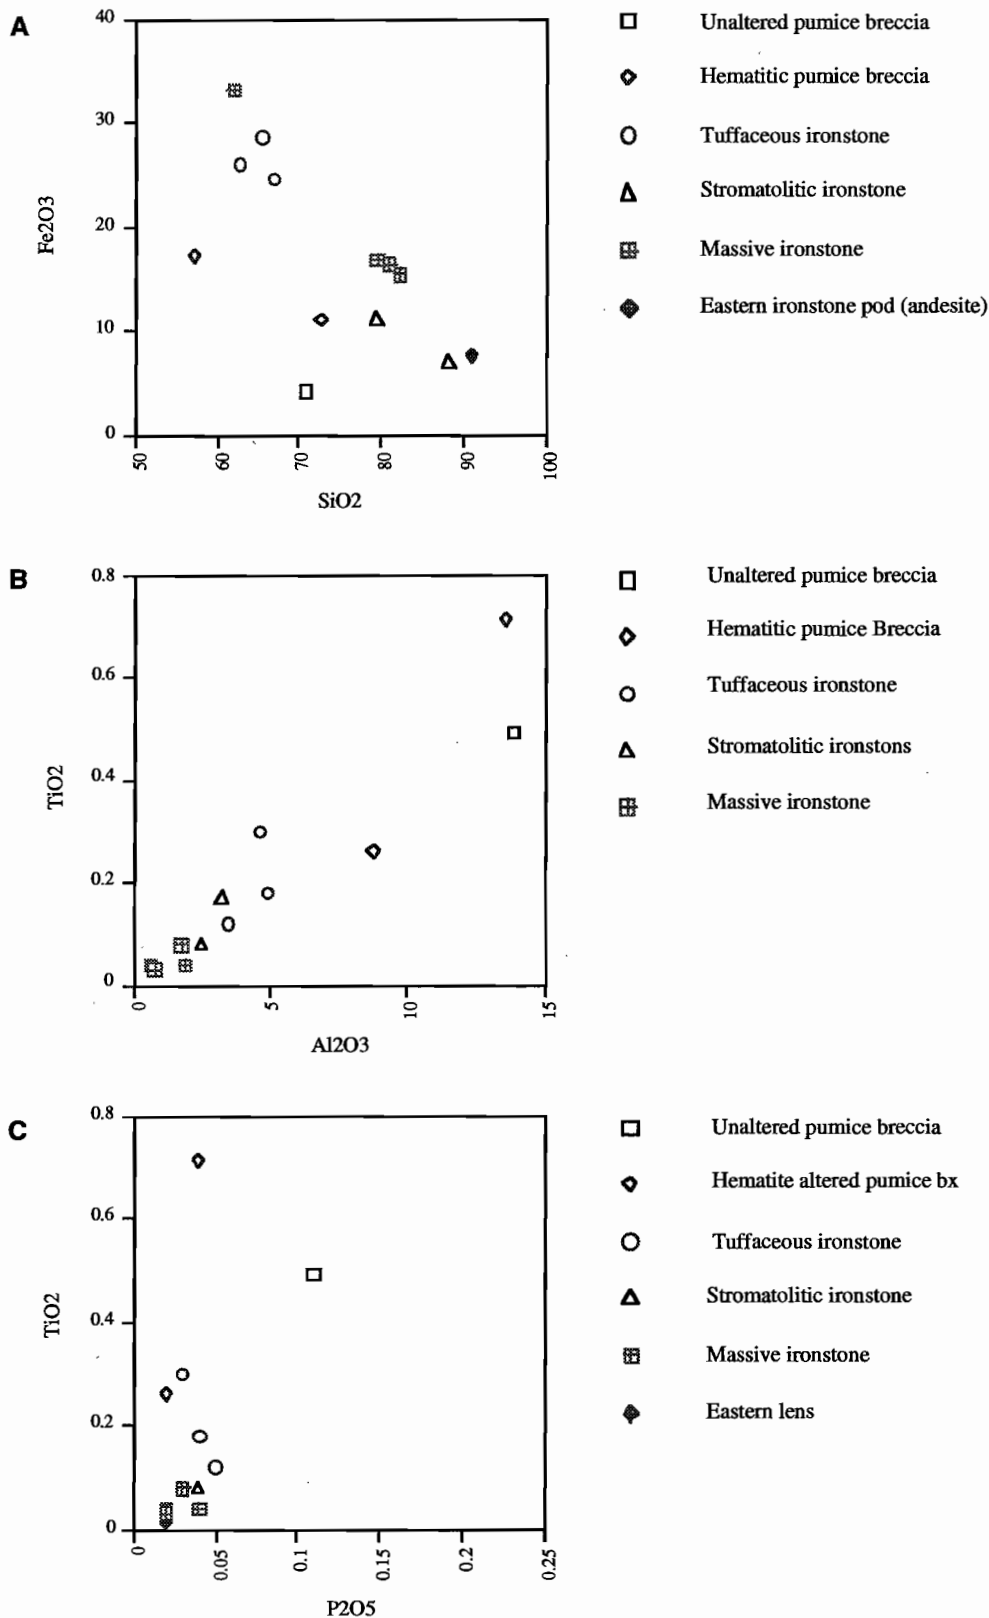 A
40
30
20
10
0
Fe2O3
50
60
70
80
90
100
SiO2
Unaltered pumice breccia
Hematitic pumice breccia
Tuffaceous ironstone
Stromatolitic ironstone
Massive ironstone
Eastern ironstone pod (andesite)
B
0.8
0.6
0.4
0.2
0
TiO2
0
5
10
15
Al2O3
Unaltered pumice breccia
Hematitic pumice Breccia
Tuffaceous ironstone
Stromatolitic ironstons
Massive ironstone
C
0.8
0.6
0.4
0.2
0
TiO2
0
0.05
0.1
0.15
0.2
0.25
P2O5
Unaltered pumice breccia
Hematite altered pumice bx
Tuffaceous ironstone
Stromatolitic ironstone
Massive ironstone
Eastern lens